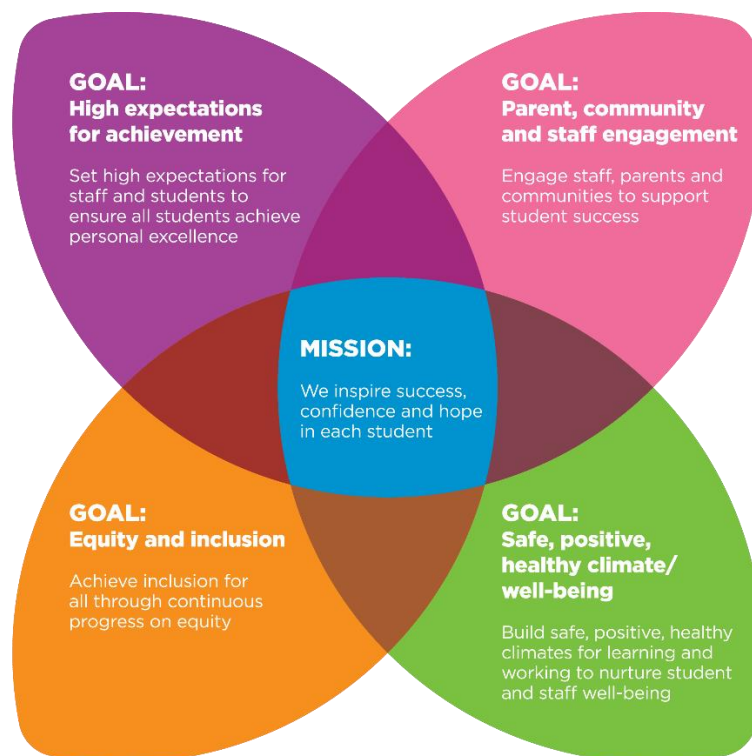 GOAL:
High expectations
for achievement
Set high expectations for
staff and students to
ensure all students achieve
personal excellence
GOAL:
Parent, community
and staff engagement
Engage staff, parents and
communities to support
student success
MISSION:
We inspire success,
confidence and hope
in each student
GOAL:
Equity and inclusion
Achieve inclusion for
all through continuous
progress on equity
GOAL:
Safe, positive,
healthy climate/
well-being
Build safe, positive, healthy
climates for learning and
working to nurture student
and staff well-being